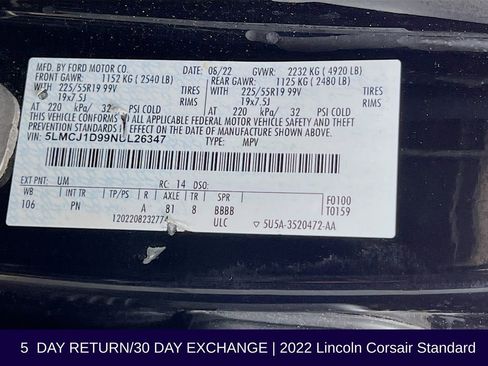 MFD. BY FORD MOTOR CO. DATE: 06/22 GVWR: 2232 KG ( 4920 LB)
FRONT GAWR: 1152 KG ( 2540 LB) REAR GAWR: 1125 KG ( 2480 LB)
WITH 225/55R19 99V TIRES WITH 225/55R19 99V TIRES
19x7.5J RIMS 19x7.5J RIMS
AT 220 kPa/ 32 PSI COLD AT 220 kPa/ 32 PSI COLD
THIS VEHICLE CONFORMS TO ALL APPLICABLE FEDERAL MOTOR VEHICLE SAFETY AND
THEFT PREVENTION STANDARDS IN EFFECT ON THE DATE OF MANUFACTURE SHOWN ABOVE.
VIN: 5LMCJ1D99NUL26347 TYPE: MPV
EXT PNT: UM RC: 14 DSO:
WB INT TR TP/PS R AXLE TR SPR F0100
106 PN A 81 8 BBBB T0159
ULC 5U5A-3520472-AA
5 DAY RETURN/30 DAY EXCHANGE | 2022 Lincoln Corsair Standard